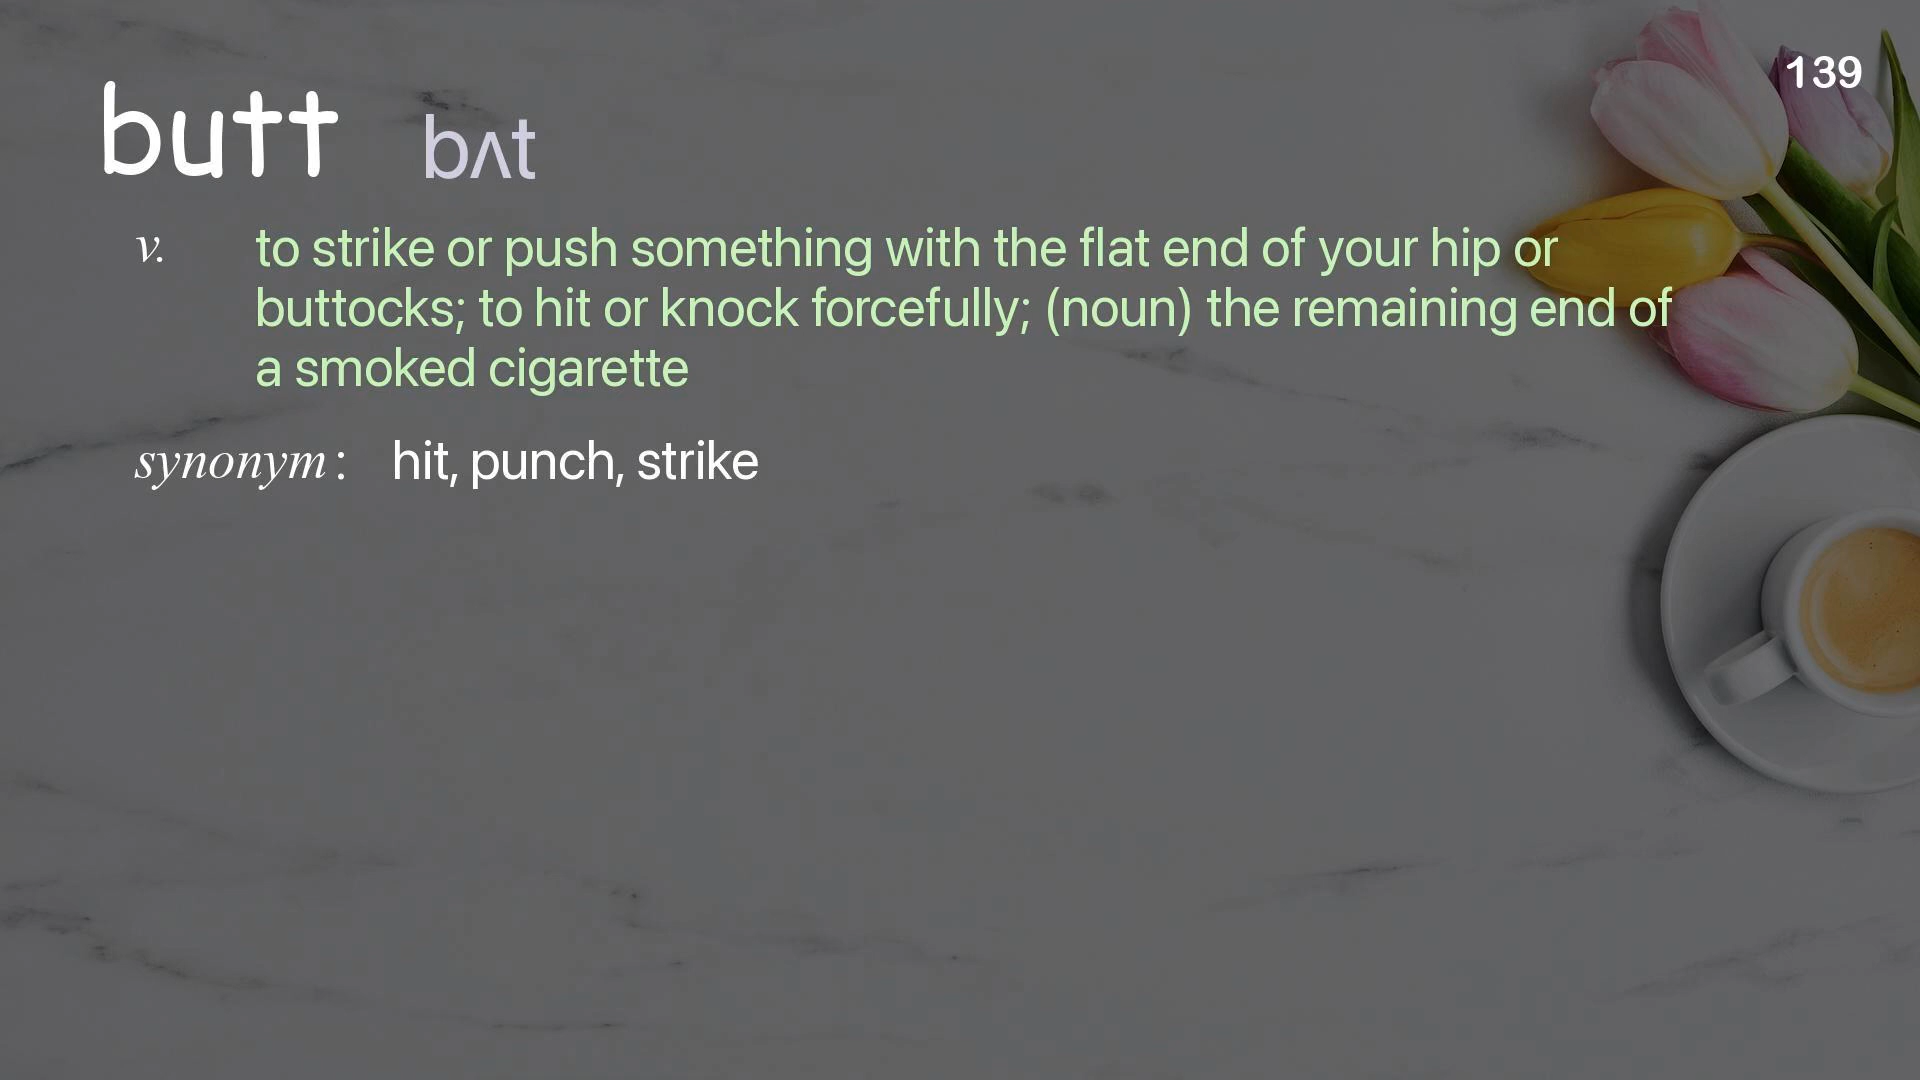 139
butt bʌt
v. to strike or push something with the flat end of your hip or
buttocks; to hit or knock forcefully; (noun) the remaining end of
a smoked cigarette
synonym: hit, punch, strike